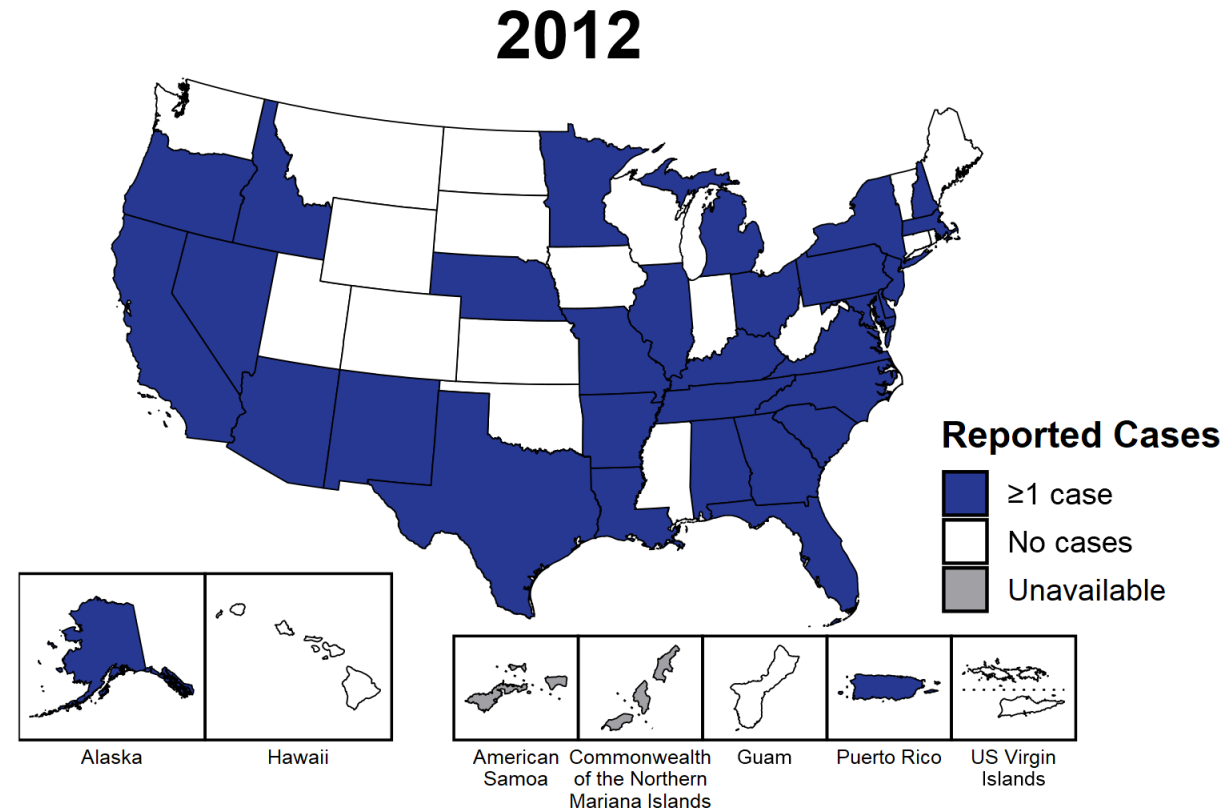 2012
Reported Cases
≥1 case
No cases
Unavailable
Alaska
Hawaii
American
Samoa
Commonwealth
of the Northern
Mariana Islands
Guam
Puerto Rico
US Virgin
Islands